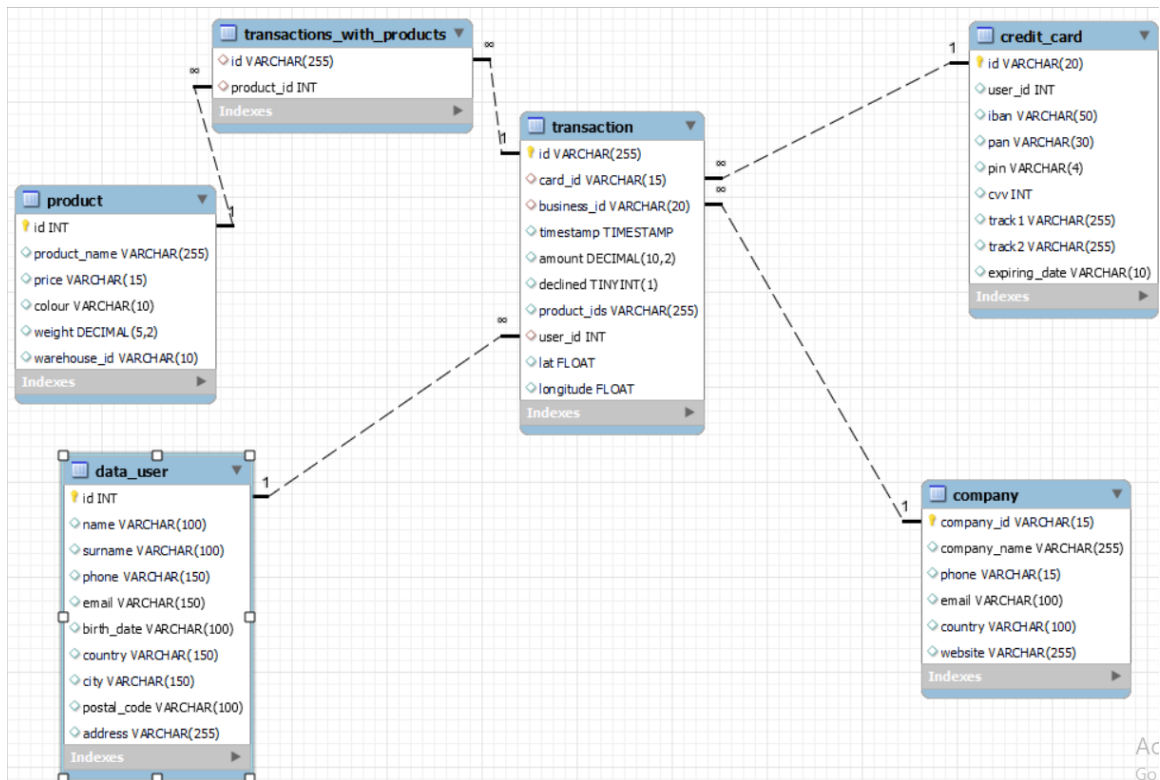 transactions_with_products
id VARCHAR(255)
product_id INT
Indexes
∞
∞
1
1
product
id INT
product_name VARCHAR(255)
price VARCHAR(15)
colour VARCHAR(10)
weight DECIMAL(5,2)
warehouse_id VARCHAR(10)
Indexes
transaction
id VARCHAR(255)
card_id VARCHAR(15)
business_id VARCHAR(20)
timestamp TIMESTAMP
amount DECIMAL(10,2)
declined TINYINT(1)
product_ids VARCHAR(255)
user_id INT
lat FLOAT
longitude FLOAT
Indexes
∞
∞
∞
1
credit_card
id VARCHAR(20)
user_id INT
iban VARCHAR(50)
pan VARCHAR(30)
pin VARCHAR(4)
cvv INT
track1 VARCHAR(255)
track2 VARCHAR(255)
expiring_date VARCHAR(10)
Indexes
data_user
1
id INT
name VARCHAR(100)
surname VARCHAR(100)
phone VARCHAR(150)
email VARCHAR(150)
birth_date VARCHAR(100)
country VARCHAR(150)
city VARCHAR(150)
postal_code VARCHAR(100)
address VARCHAR(255)
Indexes
company
1
company_id VARCHAR(15)
company_name VARCHAR(255)
phone VARCHAR(15)
email VARCHAR(100)
country VARCHAR(100)
website VARCHAR(255)
Indexes